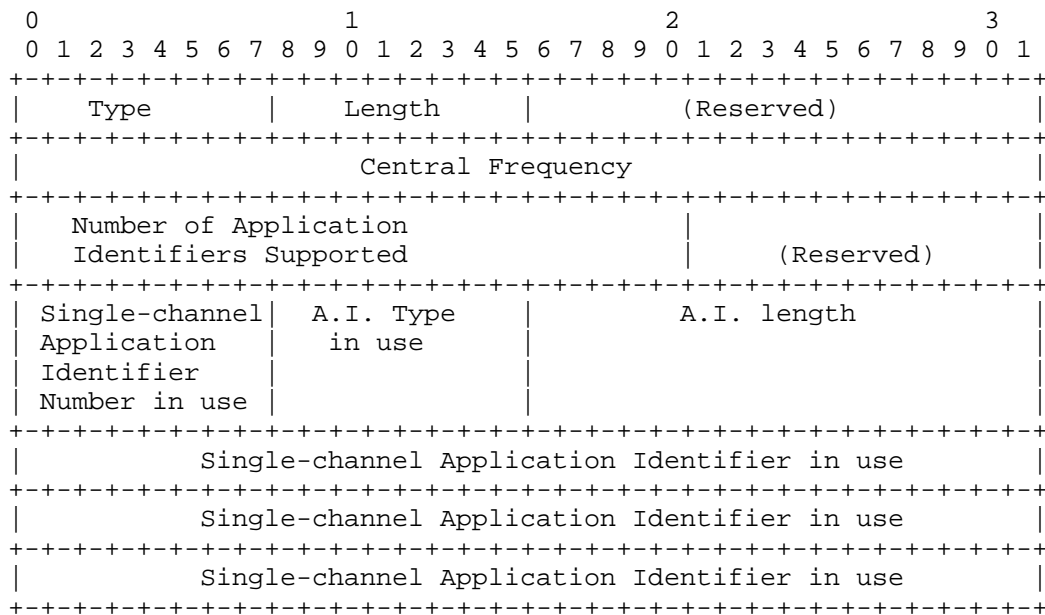 0                   1                   2                   3
 0 1 2 3 4 5 6 7 8 9 0 1 2 3 4 5 6 7 8 9 0 1 2 3 4 5 6 7 8 9 0 1
+-+-+-+-+-+-+-+-+-+-+-+-+-+-+-+-+-+-+-+-+-+-+-+-+-+-+-+-+-+-+-+-+
|    Type       |    Length     |         (Reserved)            |
+-+-+-+-+-+-+-+-+-+-+-+-+-+-+-+-+-+-+-+-+-+-+-+-+-+-+-+-+-+-+-+-+
|                     Central Frequency                         |
+-+-+-+-+-+-+-+-+-+-+-+-+-+-+-+-+-+-+-+-+-+-+-+-+-+-+-+-+-+-+-+-+
|   Number of Application                 |                     |
|   Identifiers Supported                 |     (Reserved)      |
+-+-+-+-+-+-+-+-+-+-+-+-+-+-+-+-+-+-+-+-+-+-+-+-+-+-+-+-+-+-+-+-+
| Single-channel|  A.I. Type    |         A.I. length           |
| Application   |   in use      |                               |
| Identifier    |               |                               |
| Number in use |               |                               |
+-+-+-+-+-+-+-+-+-+-+-+-+-+-+-+-+-+-+-+-+-+-+-+-+-+-+-+-+-+-+-+-+
|           Single-channel Application Identifier in use        |
+-+-+-+-+-+-+-+-+-+-+-+-+-+-+-+-+-+-+-+-+-+-+-+-+-+-+-+-+-+-+-+-+
|           Single-channel Application Identifier in use        |
+-+-+-+-+-+-+-+-+-+-+-+-+-+-+-+-+-+-+-+-+-+-+-+-+-+-+-+-+-+-+-+-+
|           Single-channel Application Identifier in use        |
+-+-+-+-+-+-+-+-+-+-+-+-+-+-+-+-+-+-+-+-+-+-+-+-+-+-+-+-+-+-+-+-+